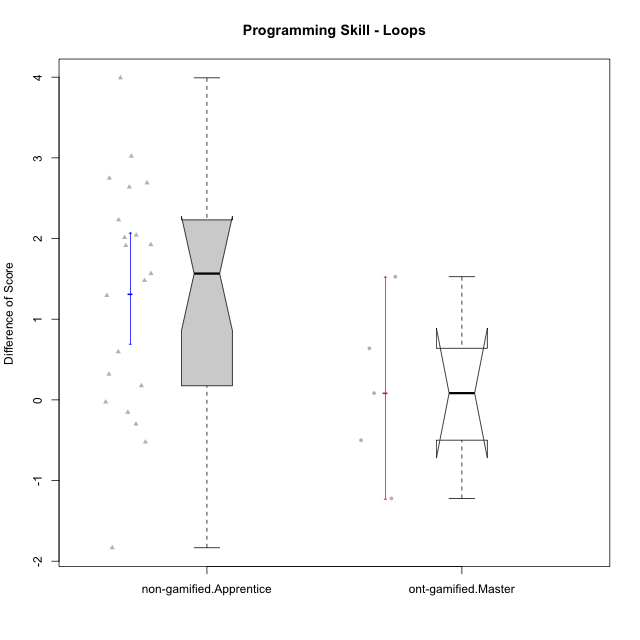 Programming Skill - Loops
Difference of Score
4
3
2
1
0
-1
-2
non-gamified.Apprentice
ont-gamified.Master